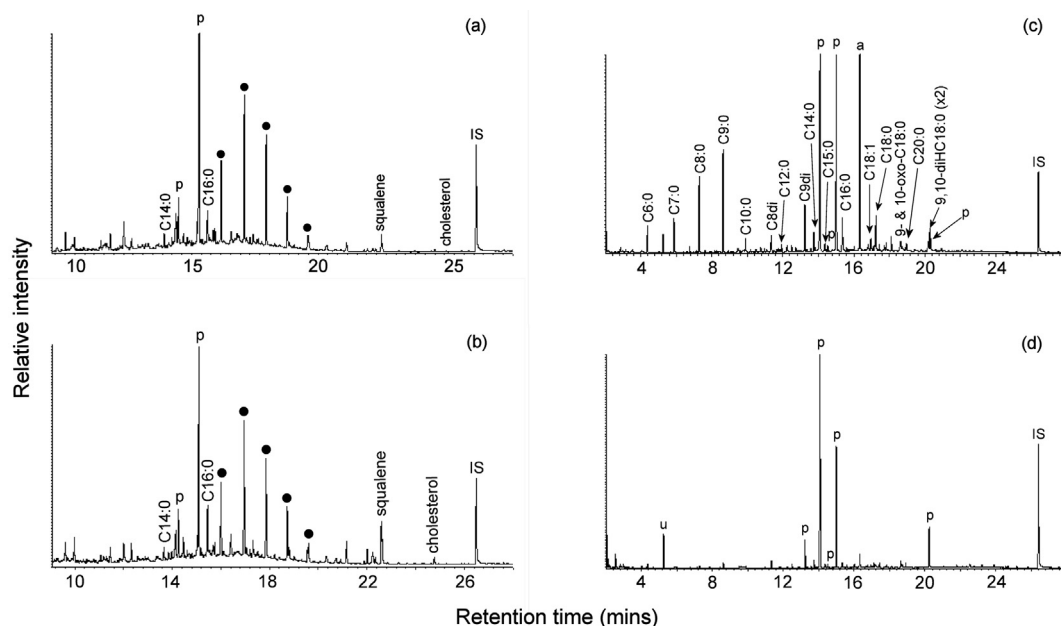 (a)
p
C14:0
p
C16:0
squalene
cholesterol
IS
10
15
20
25
(b)
p
C14:0
p
C16:0
squalene
cholesterol
IS
10
14
18
22
26
(c)
C6:0
C7:0
C8:0
C9:0
C10:0
C8di
C12:0
C9di
C14:0
p
C15:0
p
p
C16:0
a
C18:1
C18:0
9 & 10-oxo-C18:0
C20:0
9,10-diHC18:0 (x2)
p
IS
4
8
12
16
20
24
(d)
u
p
p
p
p
p
IS
4
8
12
16
20
24
Relative intensity
Retention time (mins)